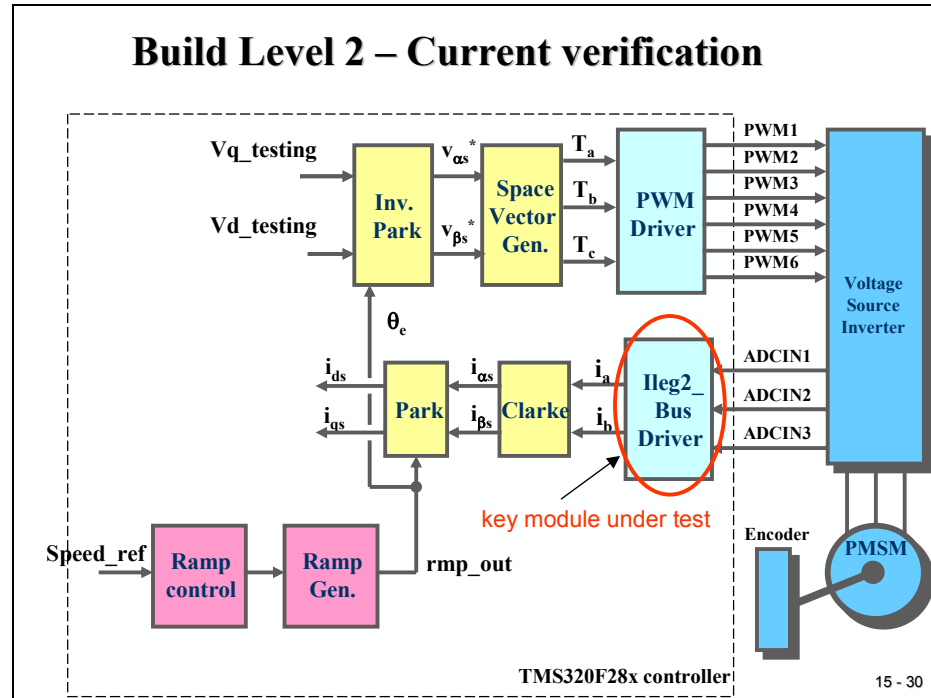 Build Level 2 – Current verification
Vq_testing
Vd_testing
Inv.
Park
vαs*
vβs*
Space
Vector
Gen.
Ta
Tb
Tc
PWM
Driver
PWM1
PWM2
PWM3
PWM4
PWM5
PWM6
Voltage
Source
Inverter
θe
ids
iqs
Park
iαs
iβs
Clarke
ia
ib
Ileg2_
Bus
Driver
ADCIN1
ADCIN2
ADCIN3
key module under test
Speed_ref
Ramp
control
Ramp
Gen.
rmp_out
Encoder
PMSM
TMS320F28x controller
15 - 30